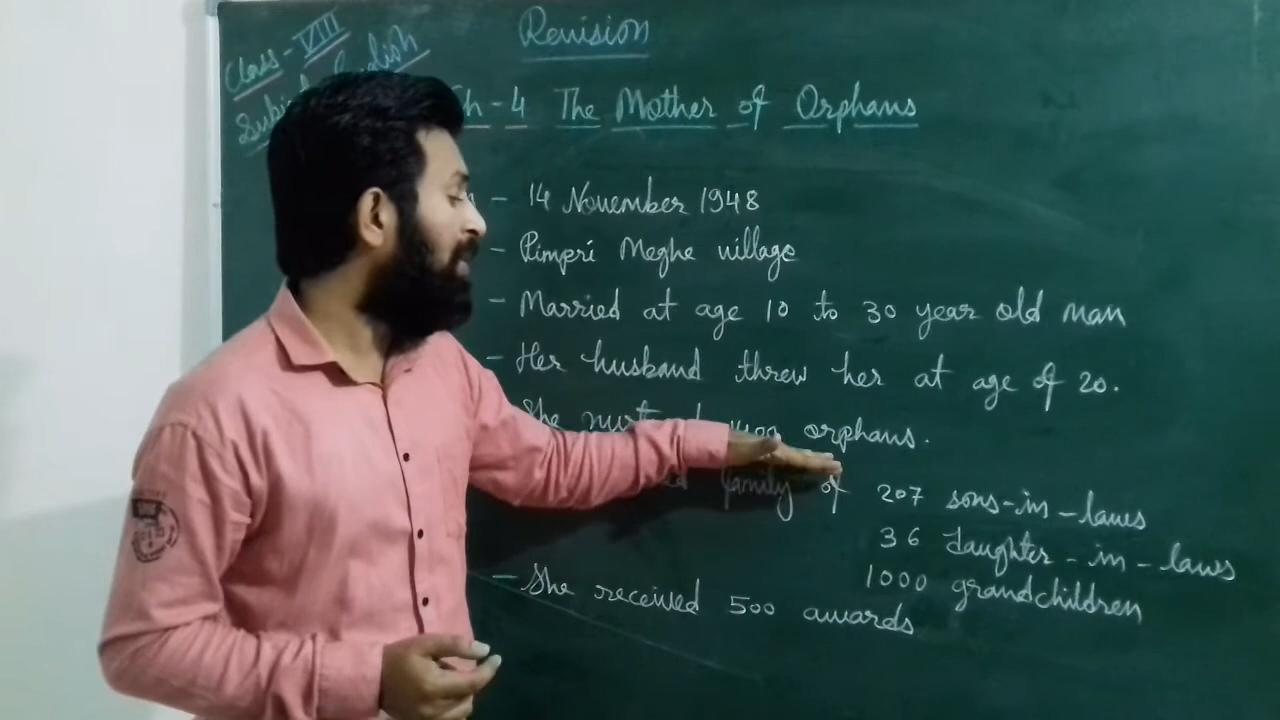 Class - VIII
Revision
English
Ch - 4 The Mother of Orphans
- 14 November 1948
- Pimpri Meghe village
- Married at age 10 to 30 year old man
- Her husband threw her at age of 20.
She orphans.
family of 207 sons-in-laws
36 daughter-in-laws
1000 grandchildren
- She received 500 awards